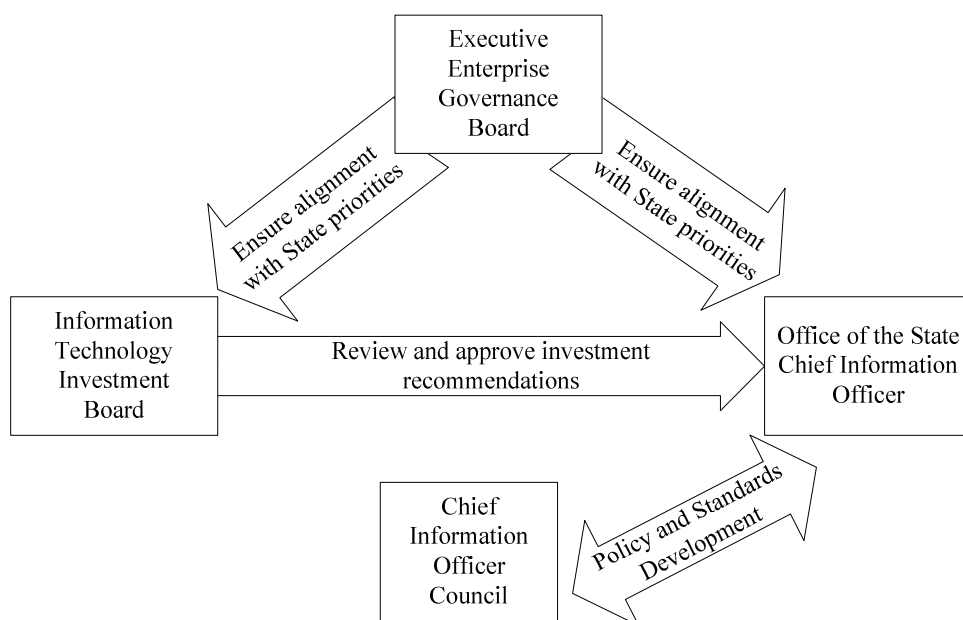 Executive
Enterprise
Governance
Board
Ensure alignment
with State priorities
Ensure alignment
with State priorities
Information
Technology
Investment
Board
Review and approve investment
recommendations
Office of the State
Chief Information
Officer
Chief
Information
Officer
Council
Policy and Standards
Development